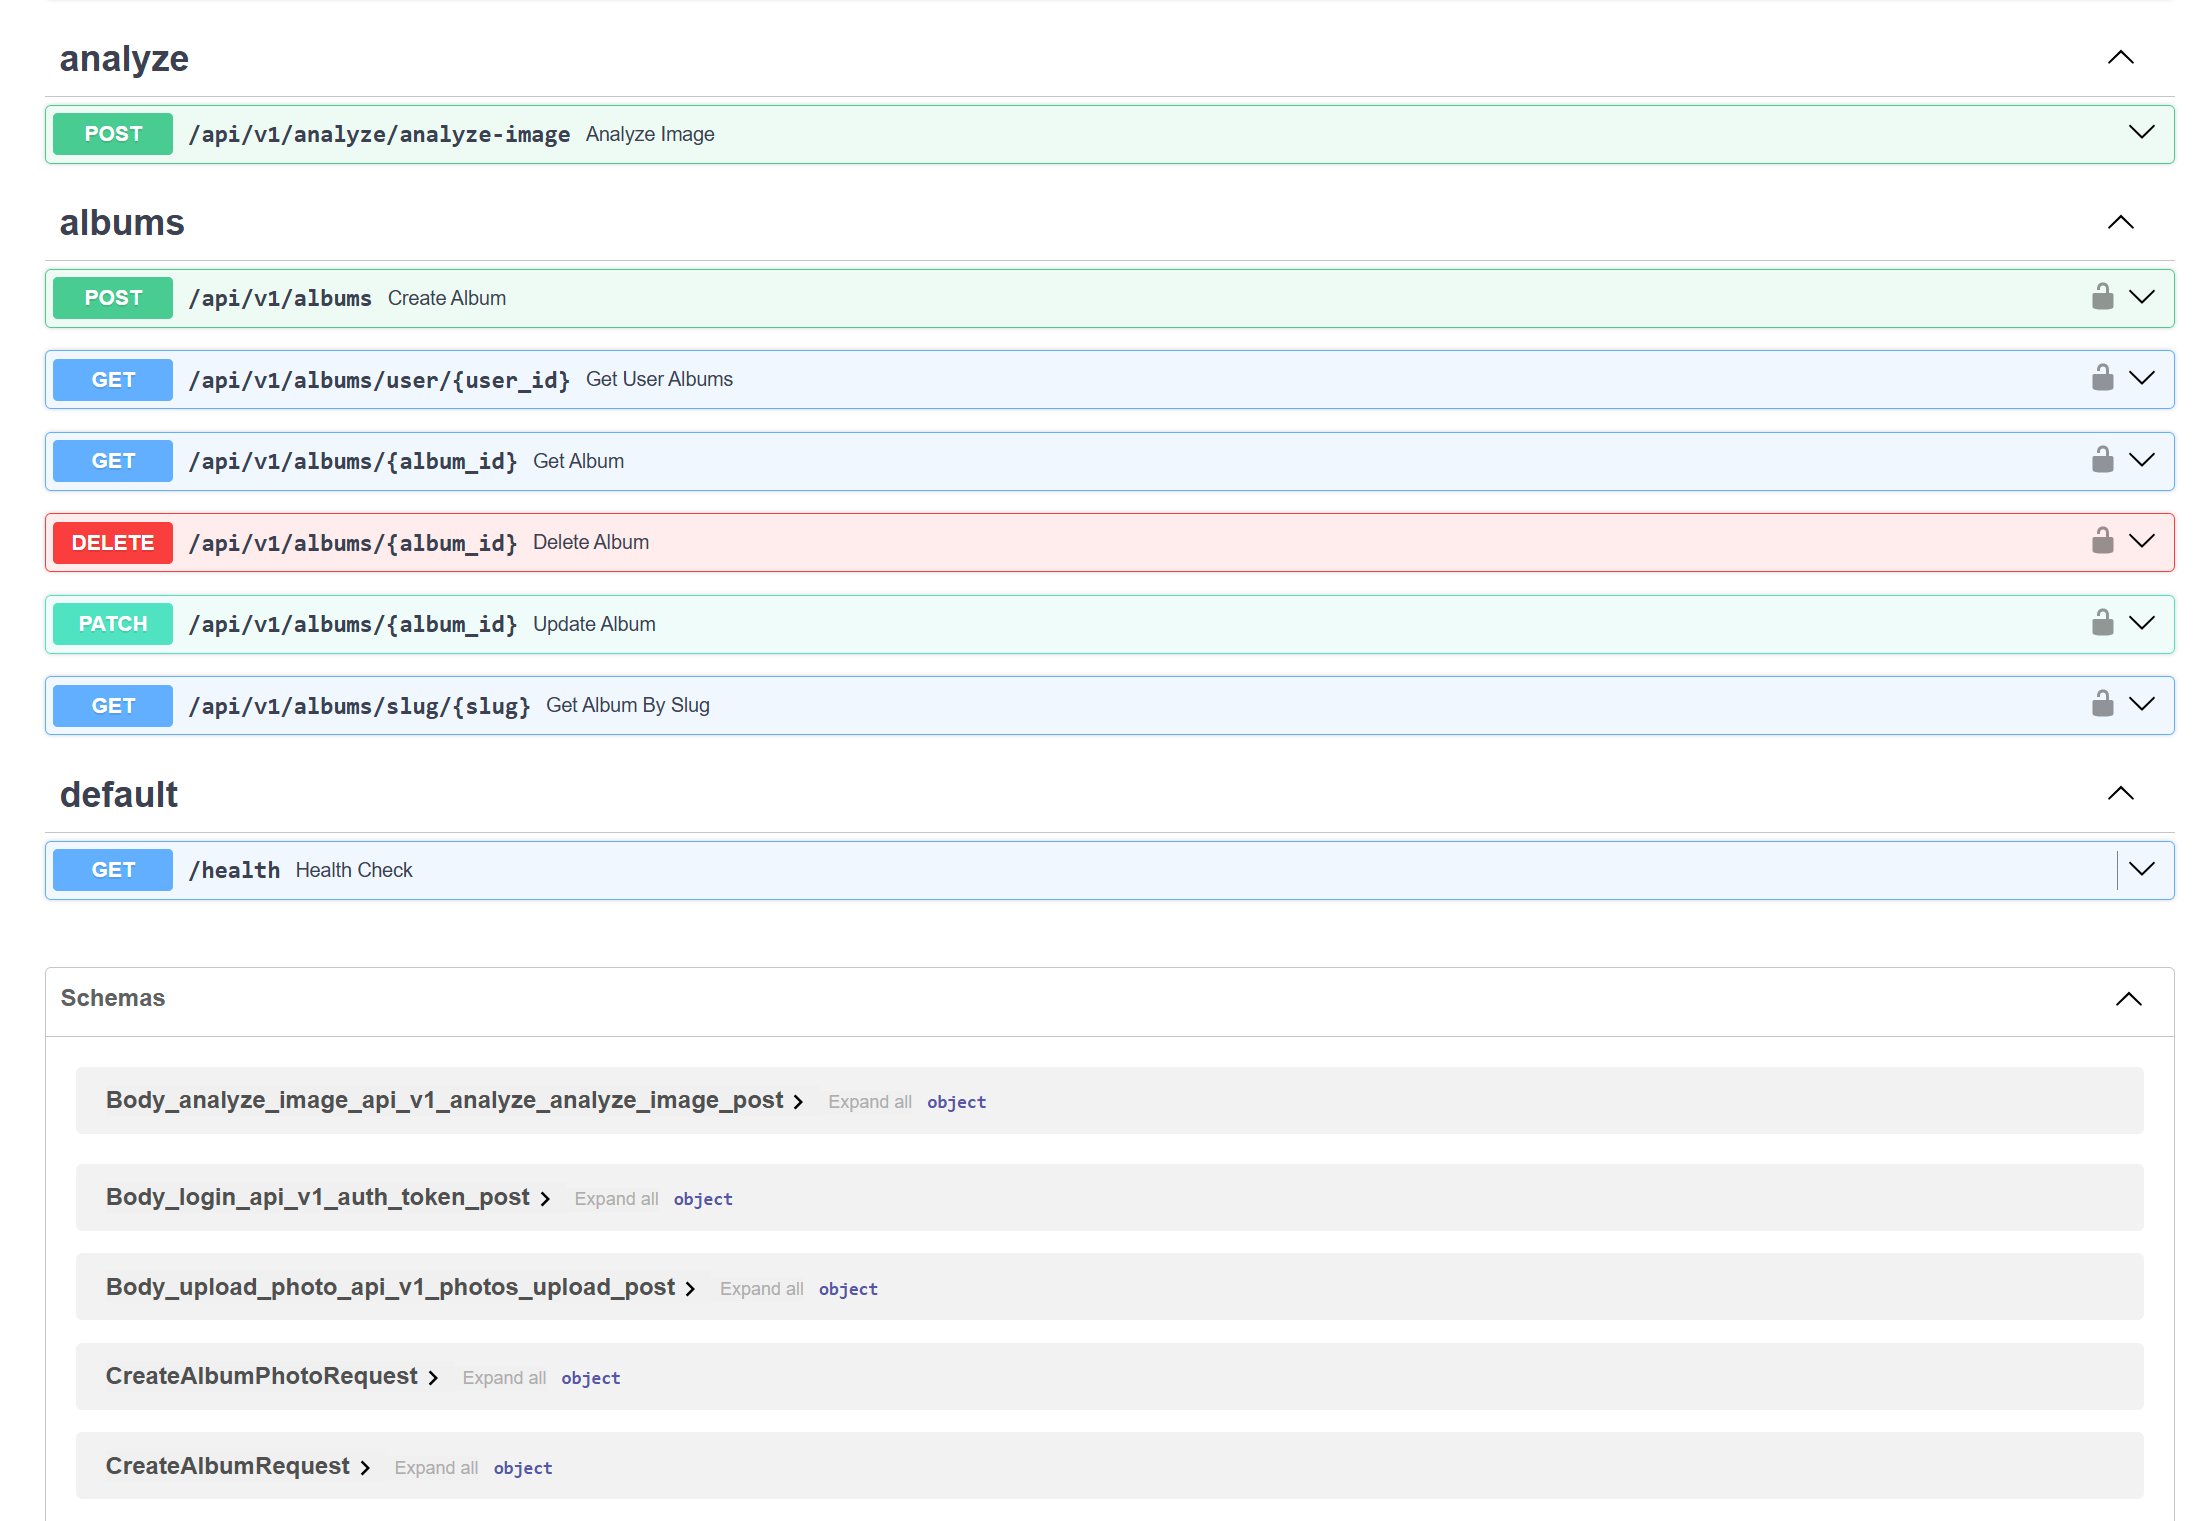 analyze
POST /api/v1/analyze/analyze-image Analyze Image
albums
POST /api/v1/albums Create Album
GET /api/v1/albums/user/{user_id} Get User Albums
GET /api/v1/albums/{album_id} Get Album
DELETE /api/v1/albums/{album_id} Delete Album
PATCH /api/v1/albums/{album_id} Update Album
GET /api/v1/albums/slug/{slug} Get Album By Slug
default
GET /health Health Check
Schemas
Body_analyze_image_api_v1_analyze_analyze_image_post Expand all object
Body_login_api_v1_auth_token_post Expand all object
Body_upload_photo_api_v1_photos_upload_post Expand all object
CreateAlbumPhotoRequest Expand all object
CreateAlbumRequest Expand all object